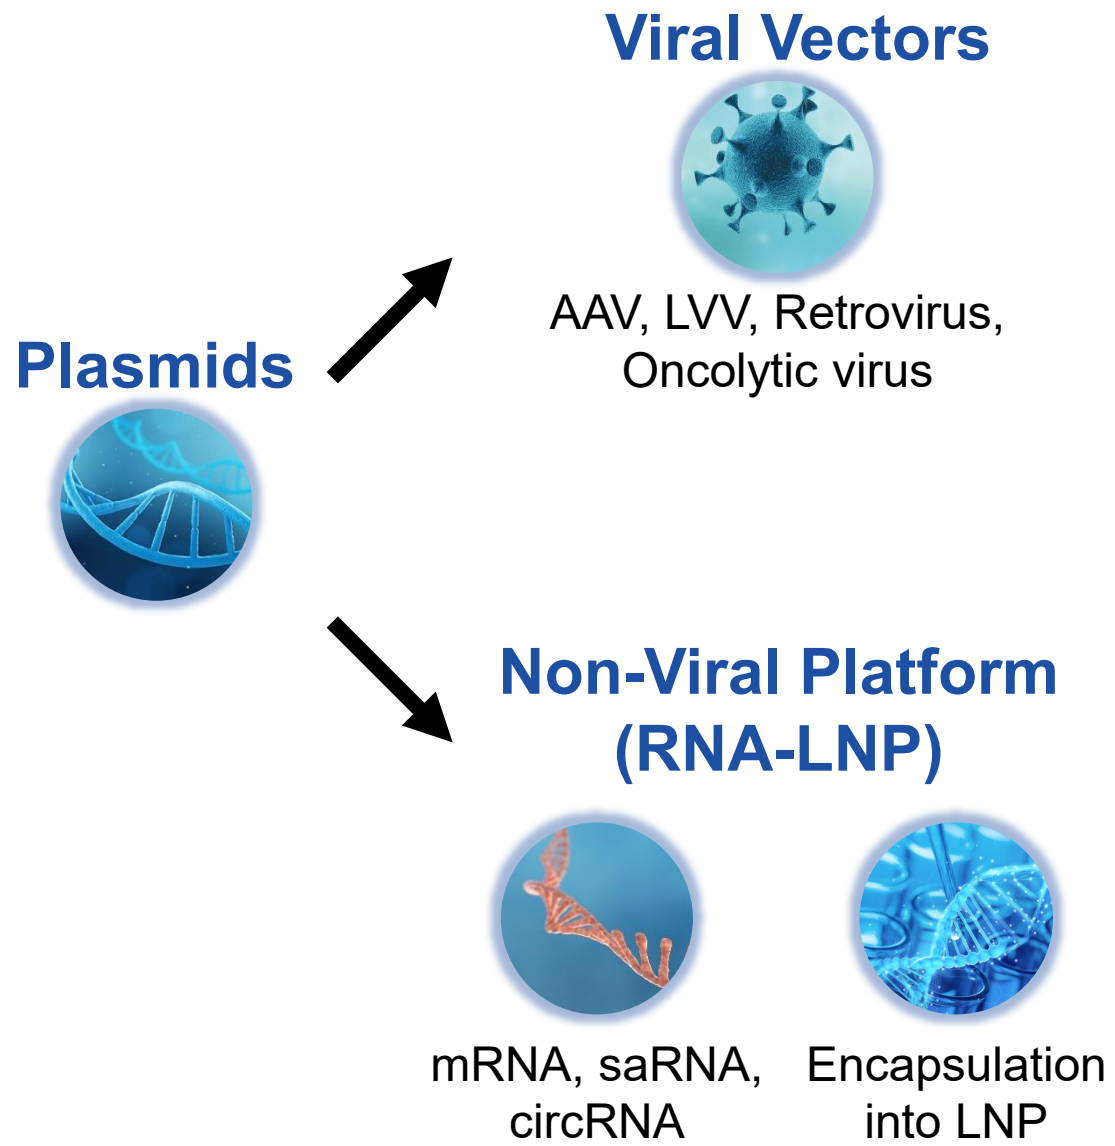 Viral Vectors
AAV, LVV, Retrovirus,
Oncolytic virus
Plasmids
Non-Viral Platform
(RNA-LNP)
mRNA, saRNA,
circRNA
Encapsulation
into LNP